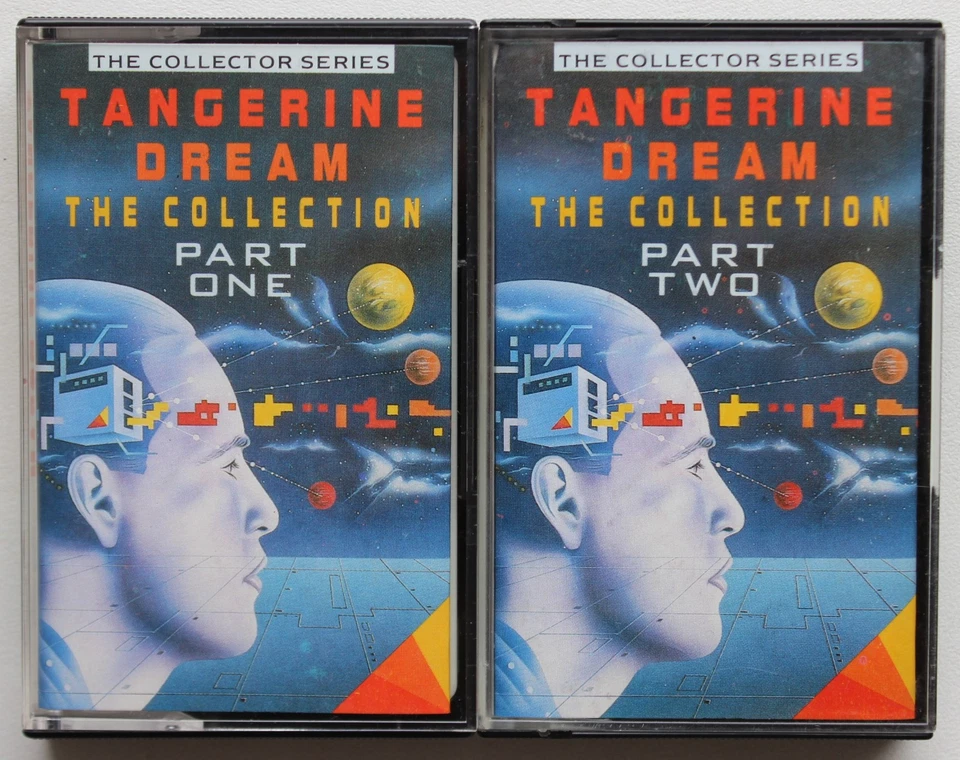 THE COLLECTOR SERIES
TANGERINE
DREAM
THE COLLECTION
PART
ONE
THE COLLECTOR SERIES
TANGERINE
DREAM
THE COLLECTION
PART
TWO